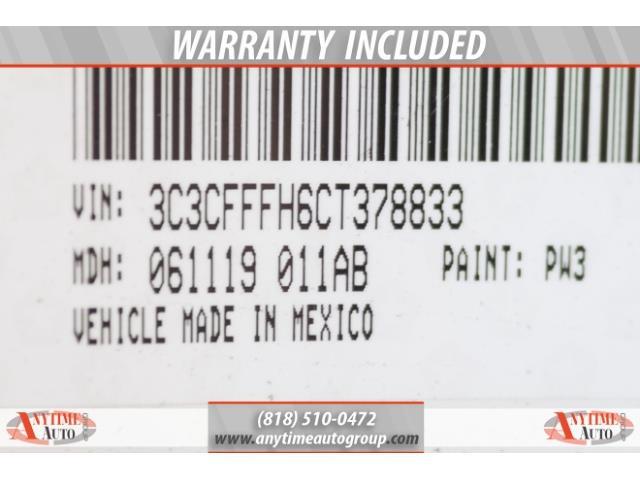 WARRANTY INCLUDED
VIN: 3C3CFFFH6CT378833
MDH: 061119 011AB PAINT: PW3
VEHICLE MADE IN MEXICO
ANYTIME AUTO
(818) 510-0472
www.anytimeautogroup.com
ANYTIME AUTO